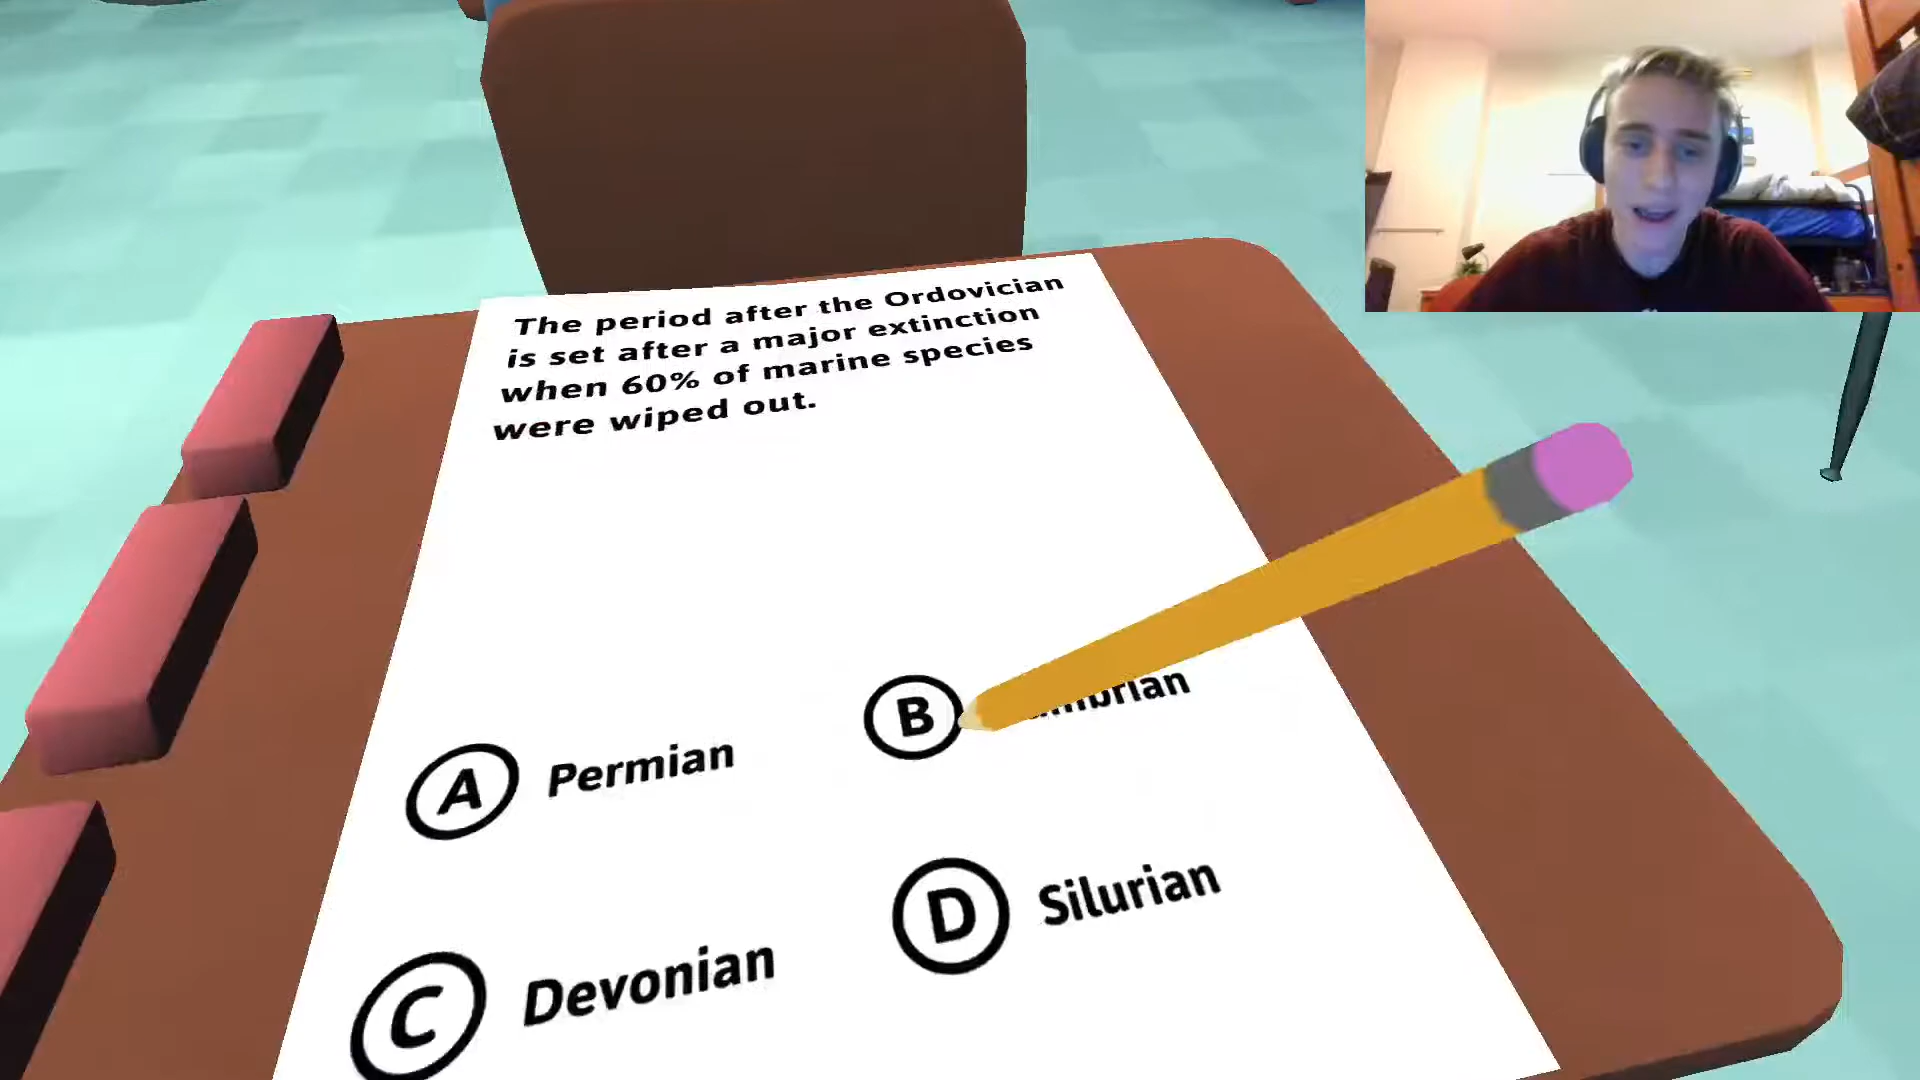 The period after the Ordovician
is set after a major extinction
when 60% of marine species
were wiped out.
A Permian
B
C Devonian
D Silurian